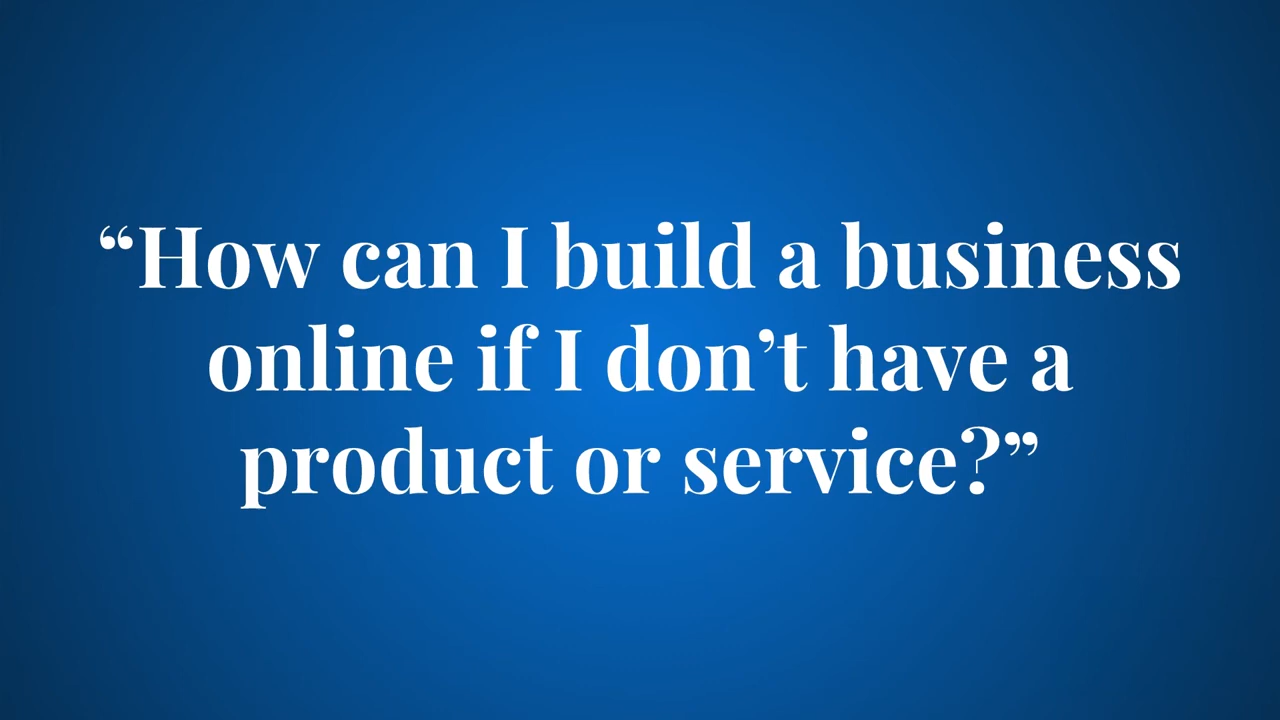 “How can I build a business
online if I don’t have a
product or service?”